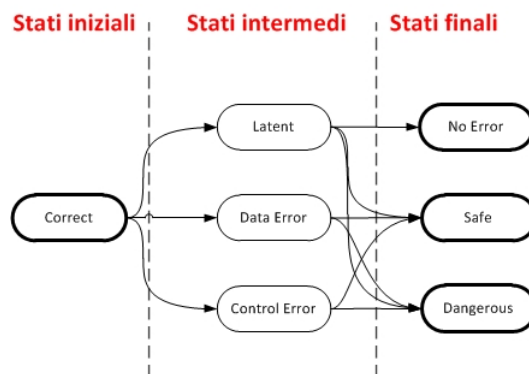 Stati iniziali
Stati intermedi
Stati finali
Latent
No Error
Correct
Data Error
Safe
Control Error
Dangerous